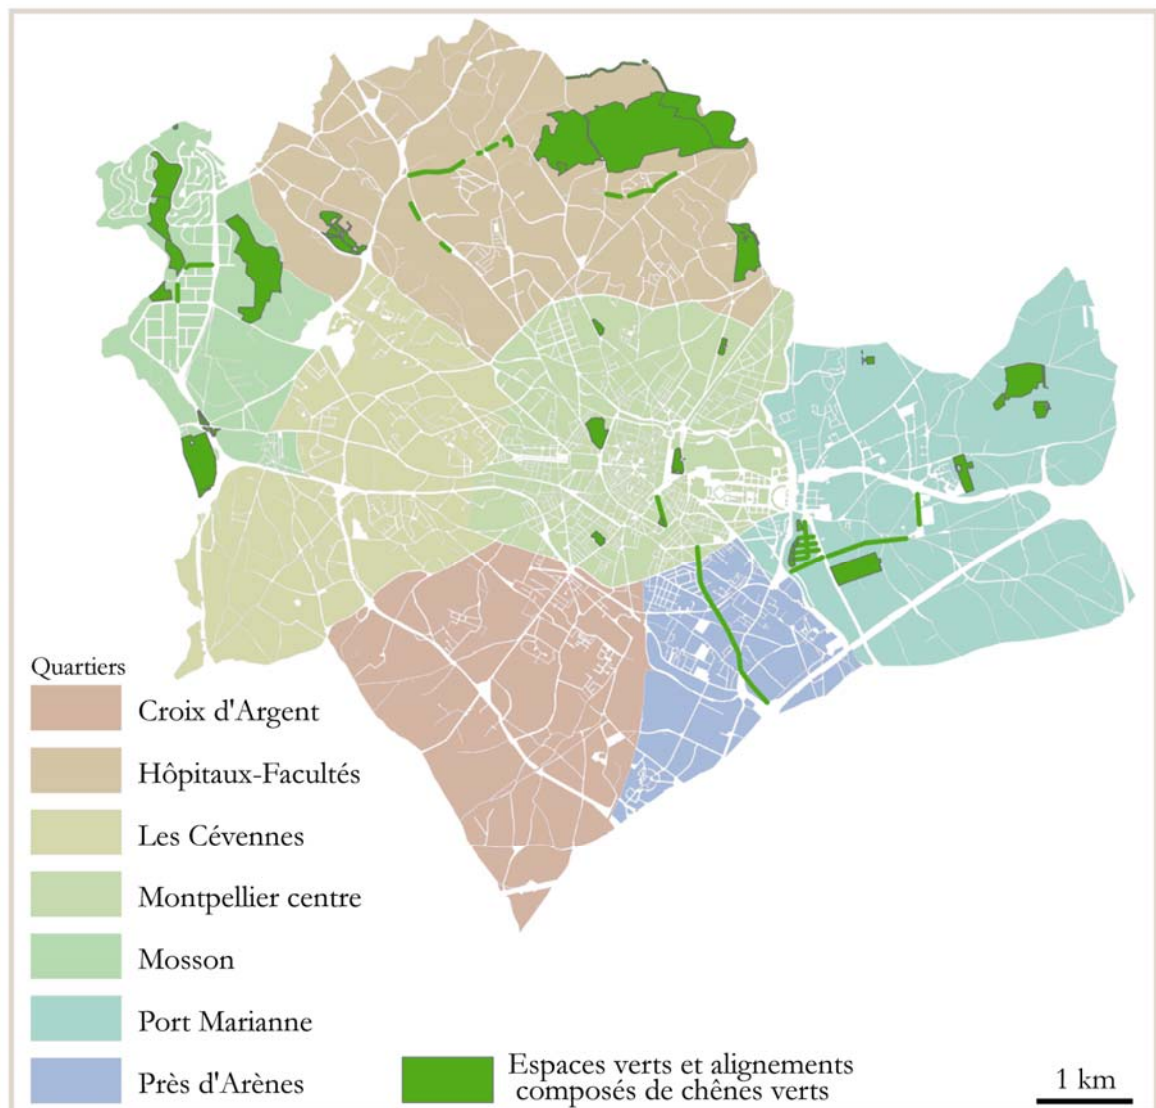 Quartiers
Croix d'Argent
Hôpitaux-Facultés
Les Cévennes
Montpellier centre
Mosson
Port Marianne
Près d'Arènes
Espaces verts et alignements
composés de chênes verts
1 km